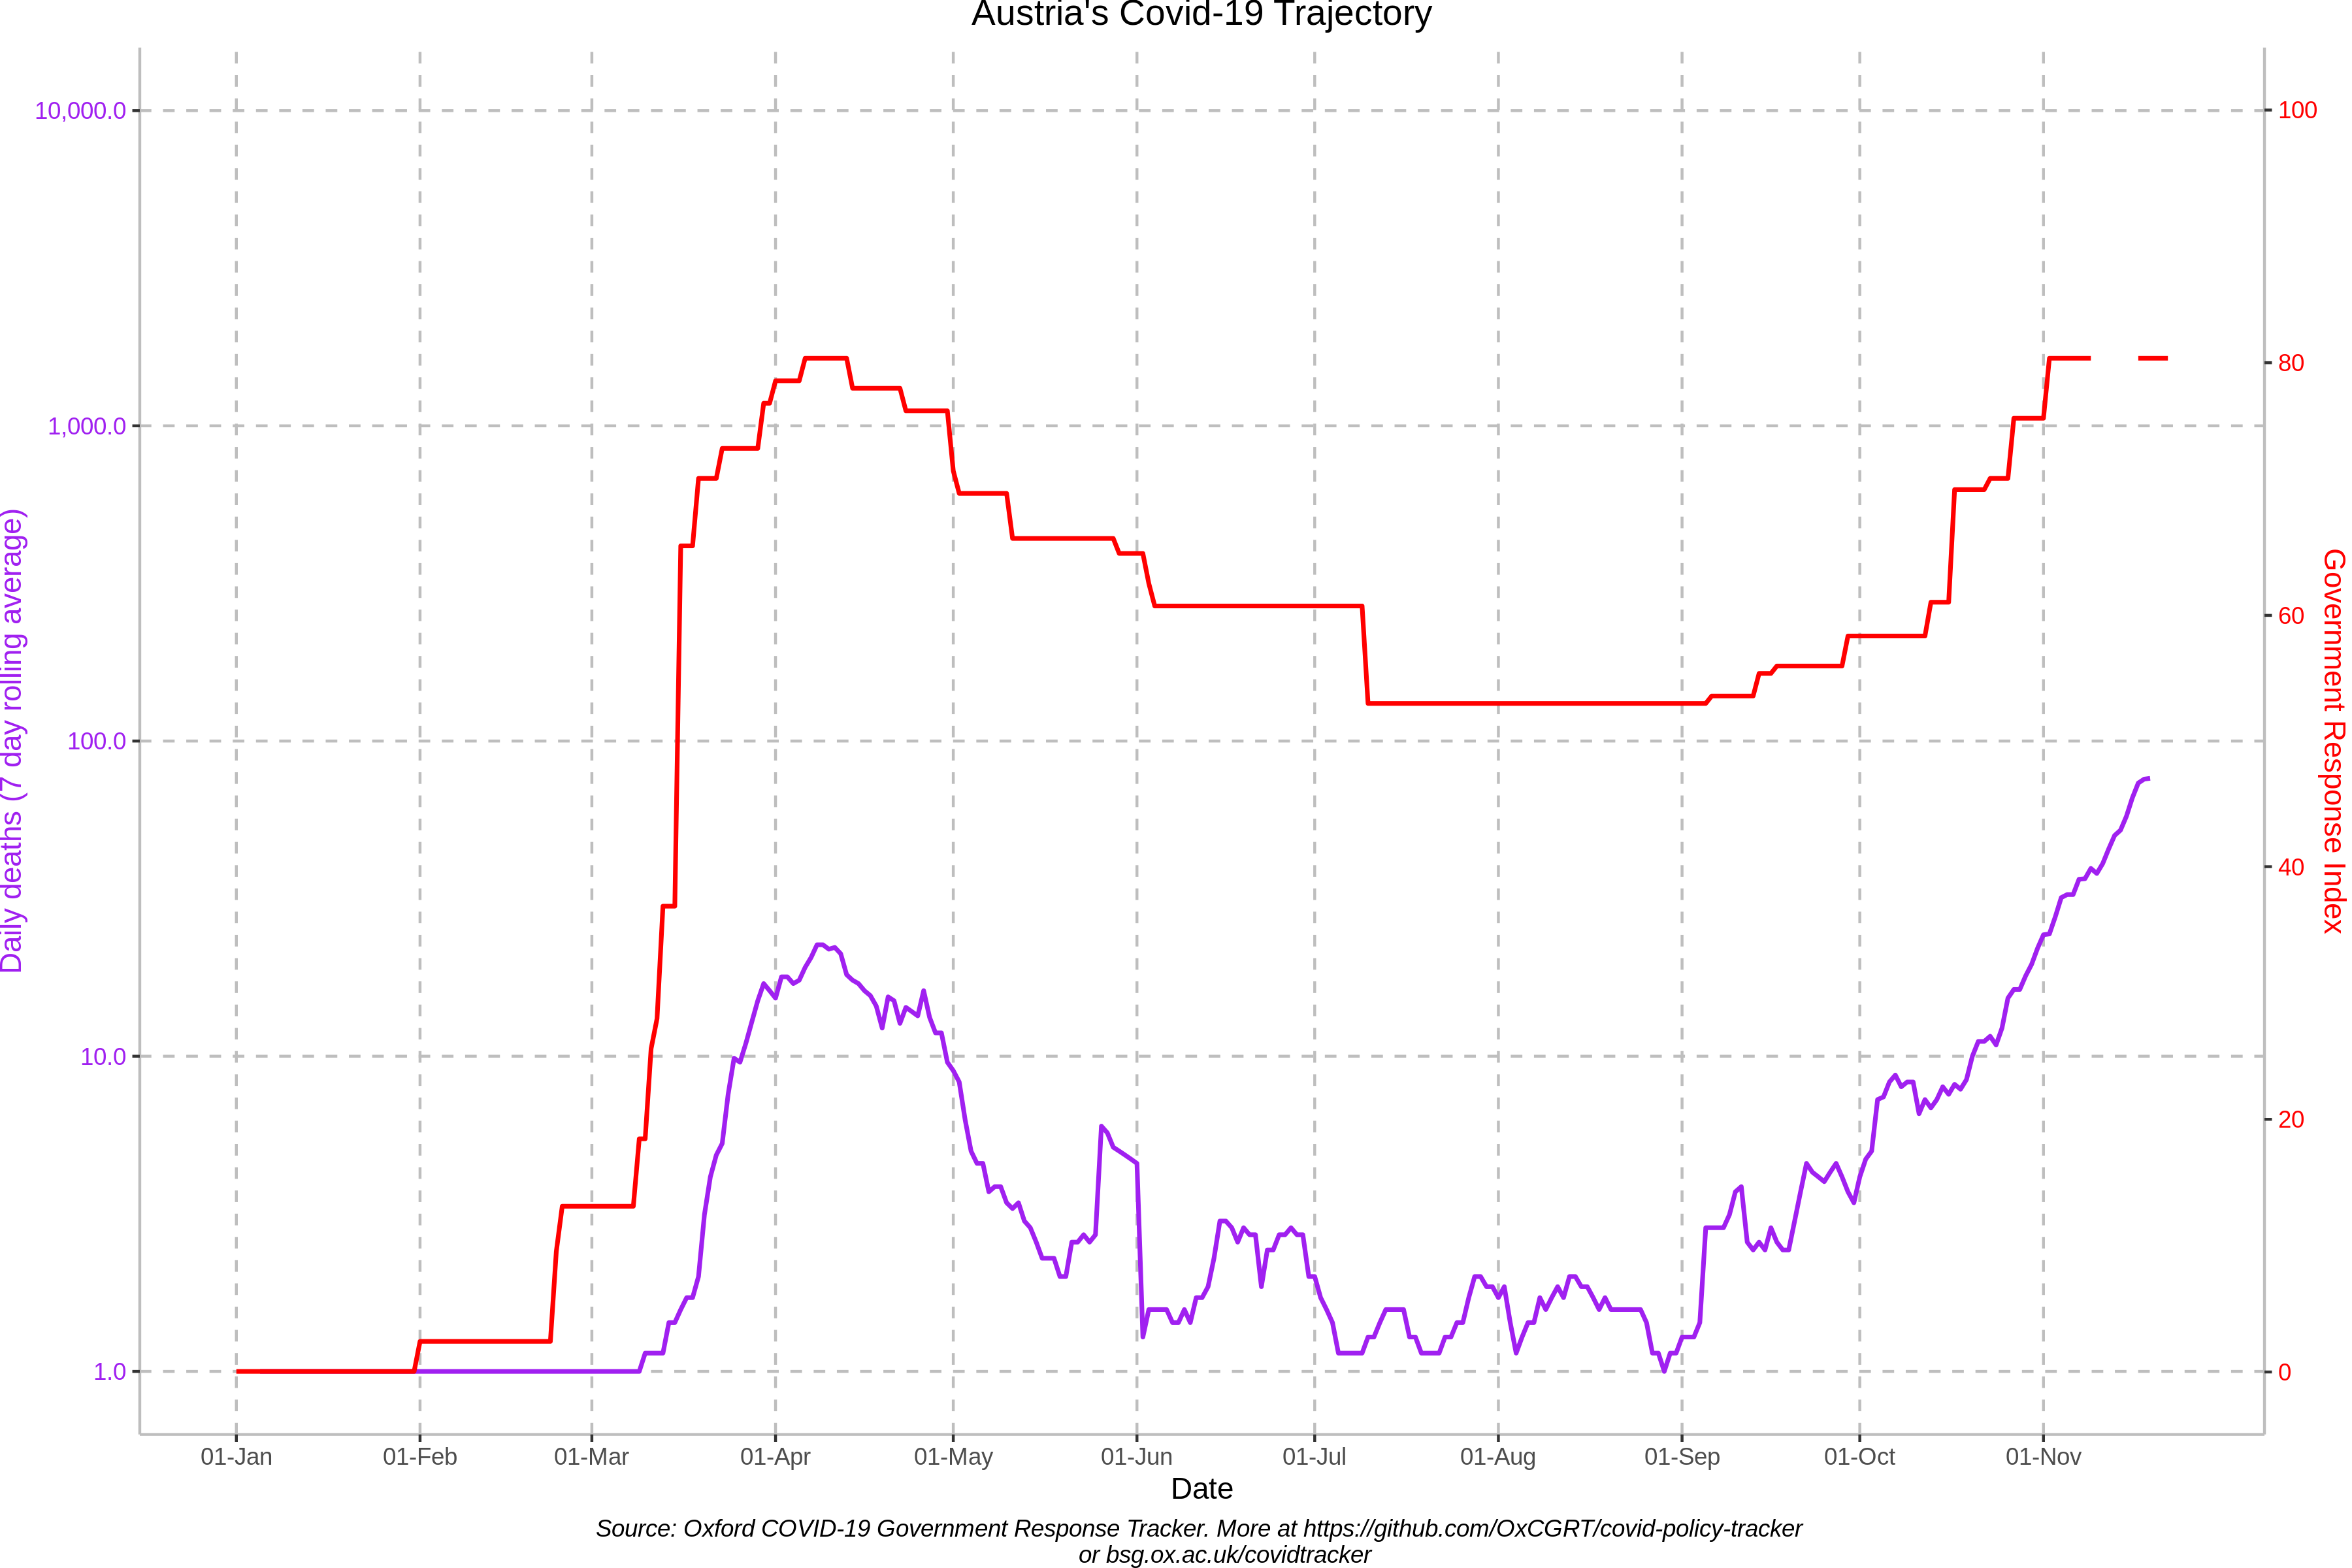 Austria's Covid-19 Trajectory
10,000.0
1,000.0
100.0
10.0
1.0
Daily deaths (7 day rolling average)
100
80
60
40
20
0
Government Response Index
01-Jan 01-Feb 01-Mar 01-Apr 01-May 01-Jun 01-Jul 01-Aug 01-Sep 01-Oct 01-Nov
Date
Source: Oxford COVID-19 Government Response Tracker. More at https://github.com/OxCGRT/covid-policy-tracker
or bsg.ox.ac.uk/covidtracker